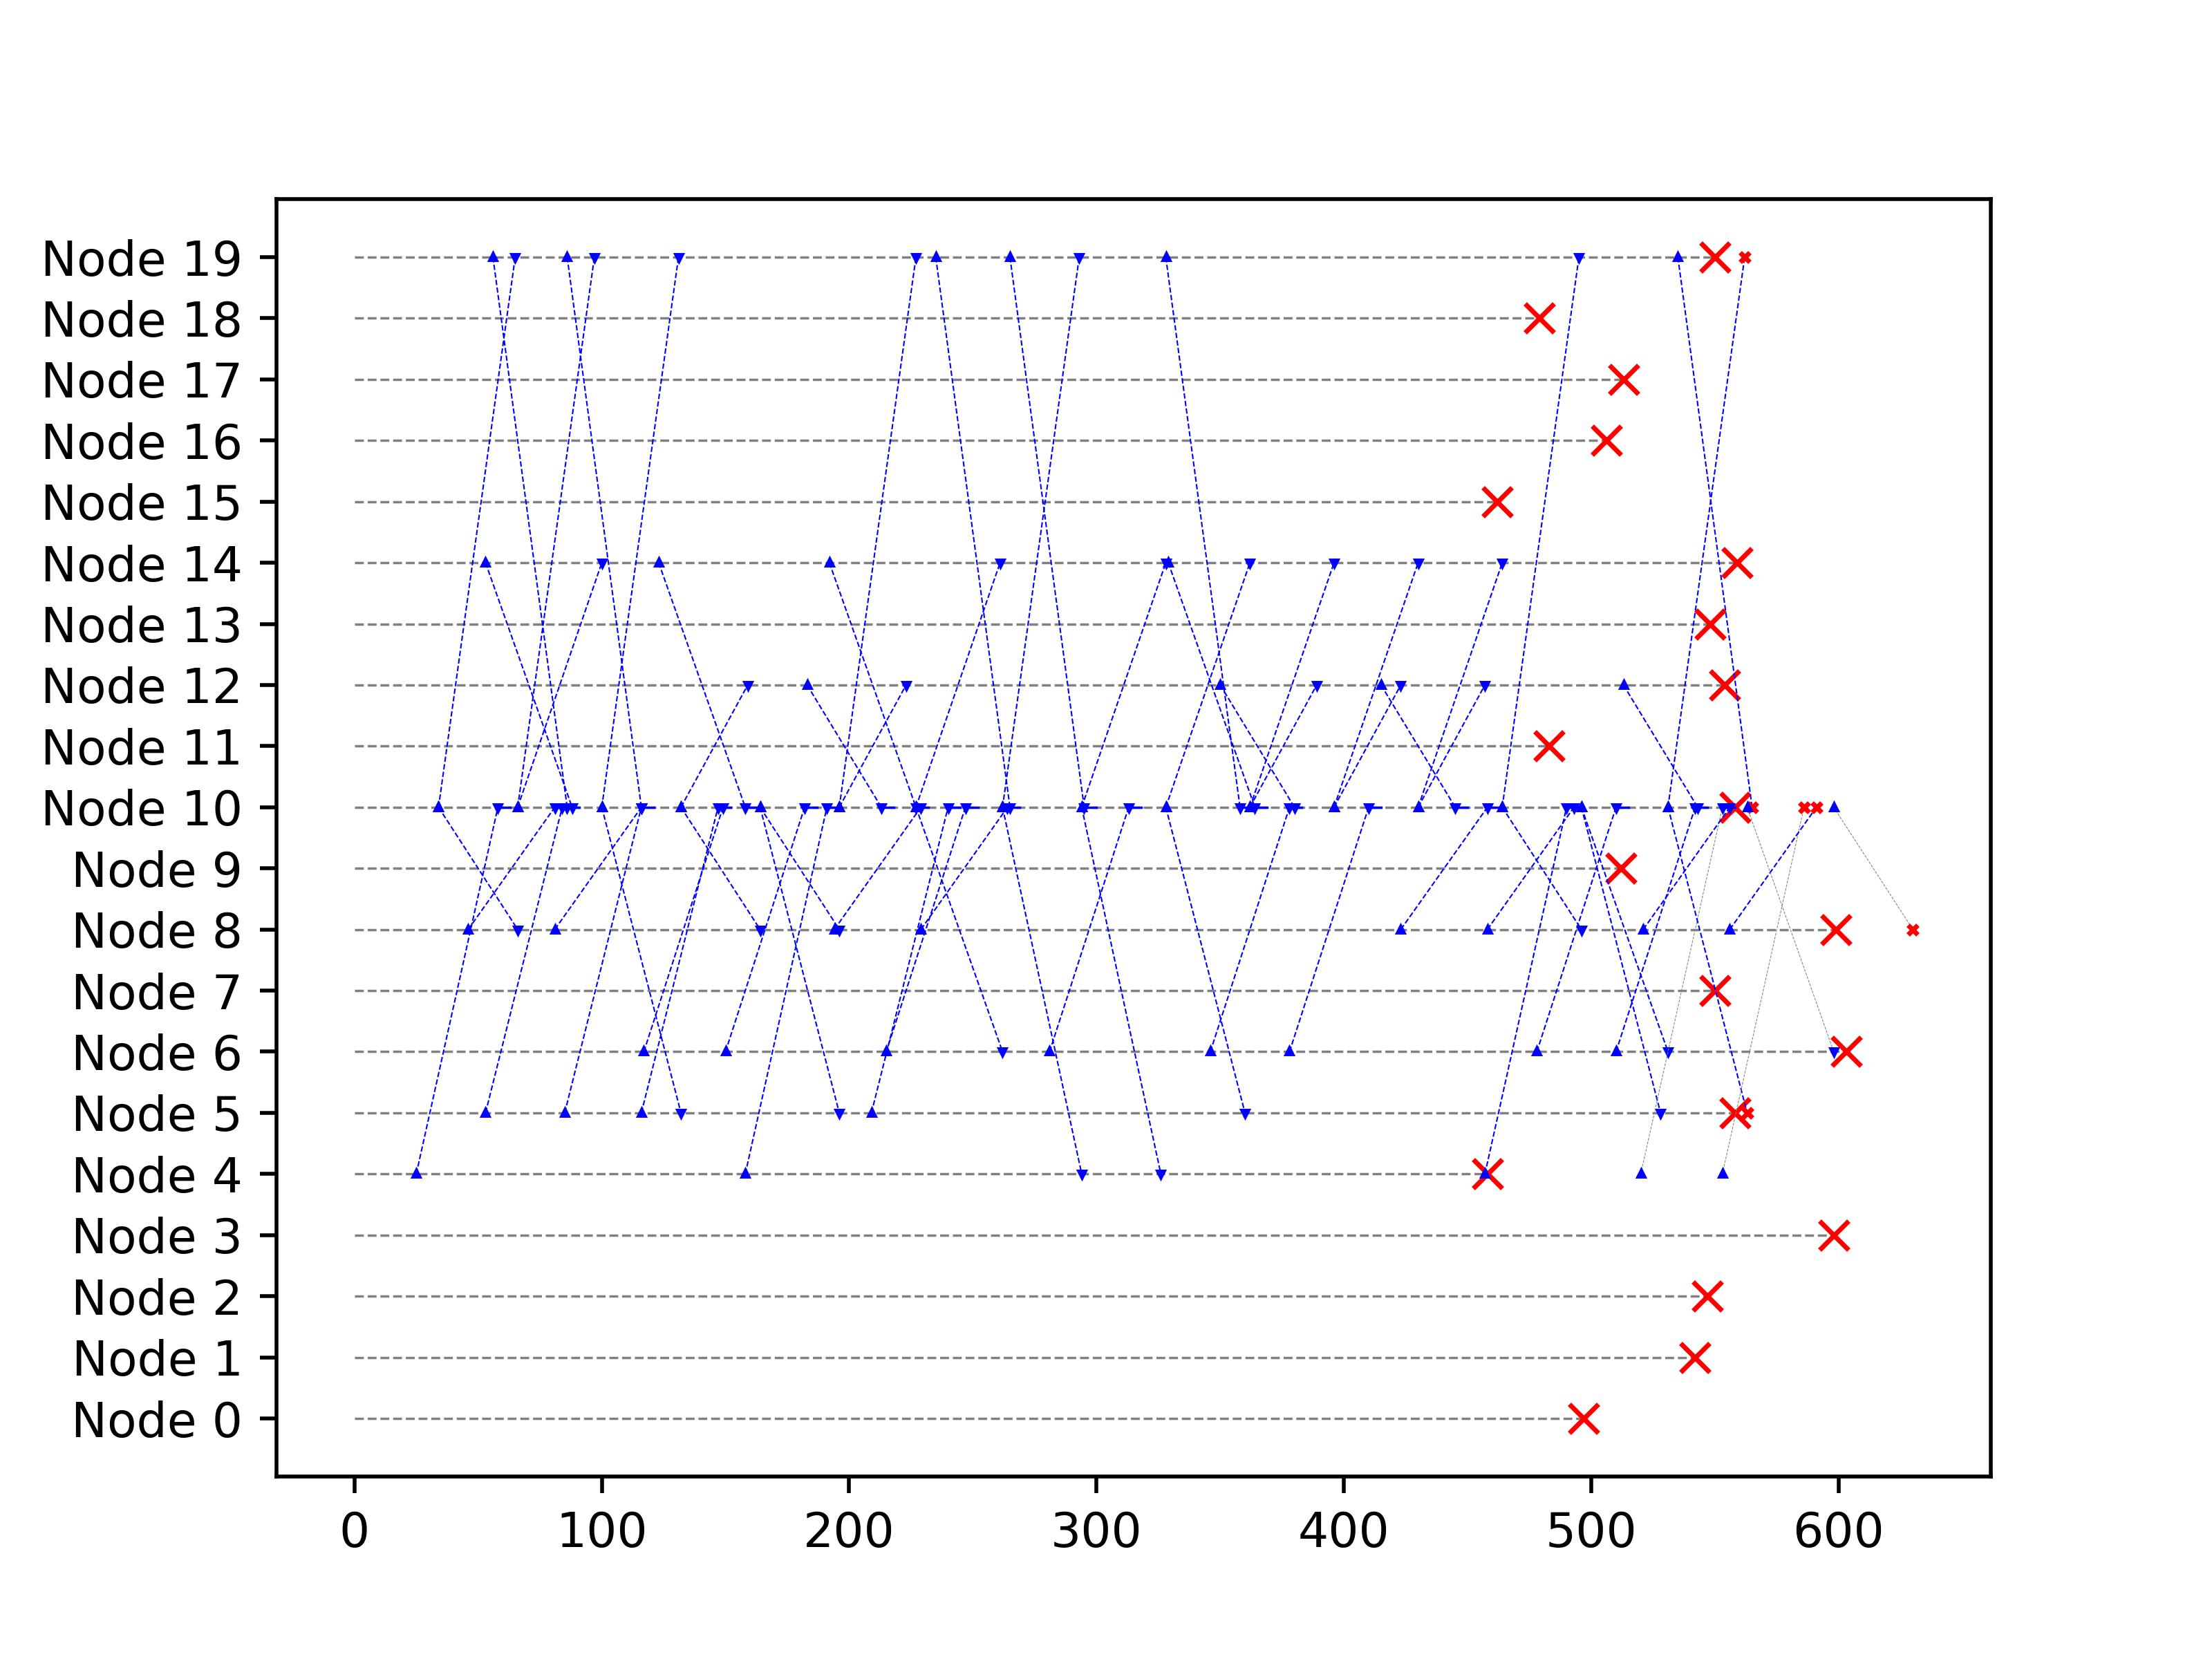 Node 19
Node 18
Node 17
Node 16
Node 15
Node 14
Node 13
Node 12
Node 11
Node 10
Node 9
Node 8
Node 7
Node 6
Node 5
Node 4
Node 3
Node 2
Node 1
Node 0
0 100 200 300 400 500 600